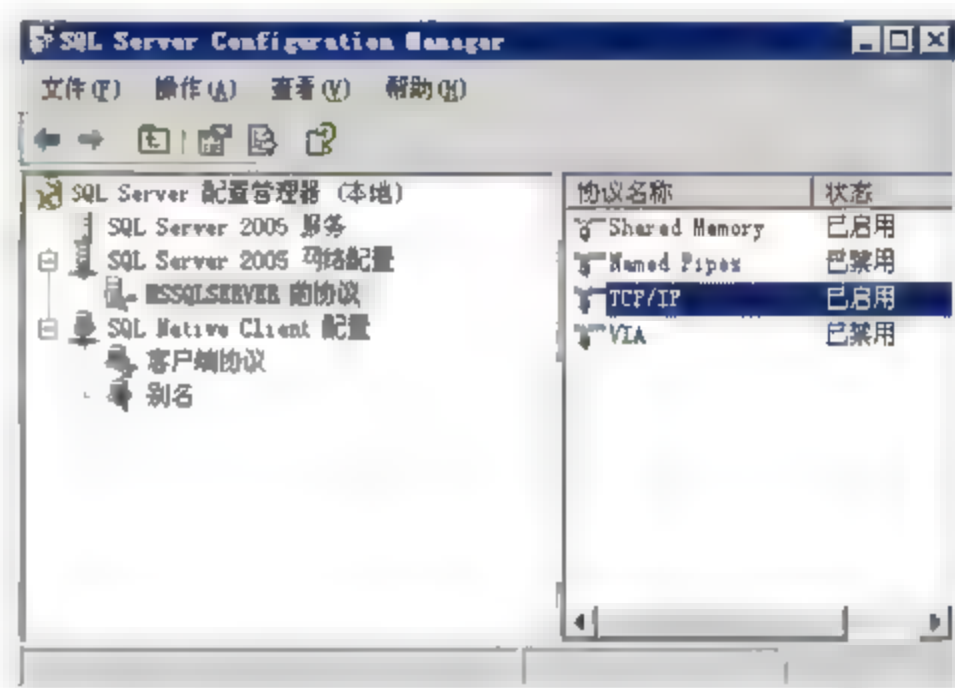 SQL Server Configuration Manager
文件(F) 操作(A) 查看(V) 帮助(H)
SQL Server 配置管理器 (本地)
SQL Server 2005 服务
SQL Server 2005 网络配置
MSSQLSERVER 的协议
SQL Native Client 配置
客户端协议
别名
协议名称 状态
Shared Memory 已启用
Named Pipes 已禁用
TCP/IP 已启用
VIA 已禁用